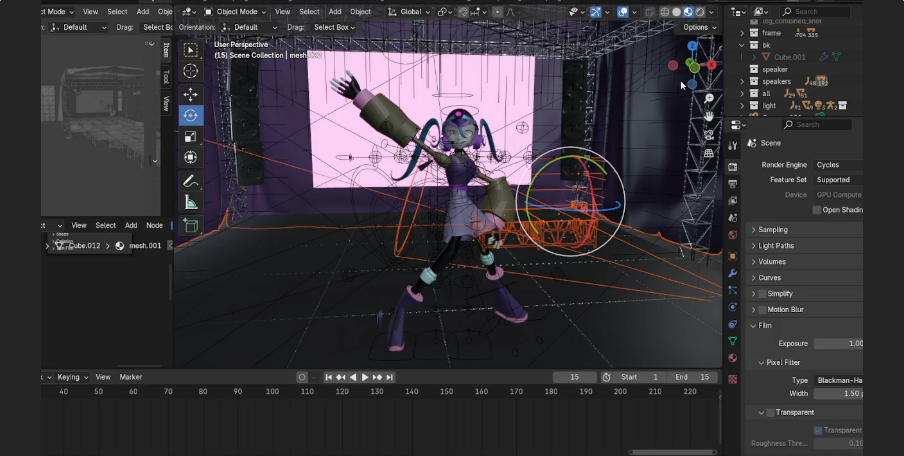 ct Mode View Select Add Obje
Object Mode View Select Add Object Global
Search
ion: Default Drag: Select Bo
Orientation: Default Drag: Select Box
Options
User Perspective
(15) Scene Collection | mesh
Item
Tool
View
frame
bk
Cube.001
speaker
speakers
all
light
Search
Scene
Render Engine Cycles
Feature Set Supported
Device GPU Compute
Open Shadin
Sampling
Light Paths
Volumes
Curves
Simplify
Motion Blur
Film
Exposure 1.00
Pixel Filter
Type Blackman-Ha
Width 1.50 p
Transparent
Transparent
Roughness Thre... 0.10
View Select Add Node
Cube.012 mesh.001
Keying View Marker
15 Start 1 End 15
40 50 60 70 80 90 100 110 120 130 140 150 160 170 180 190 200 210 220